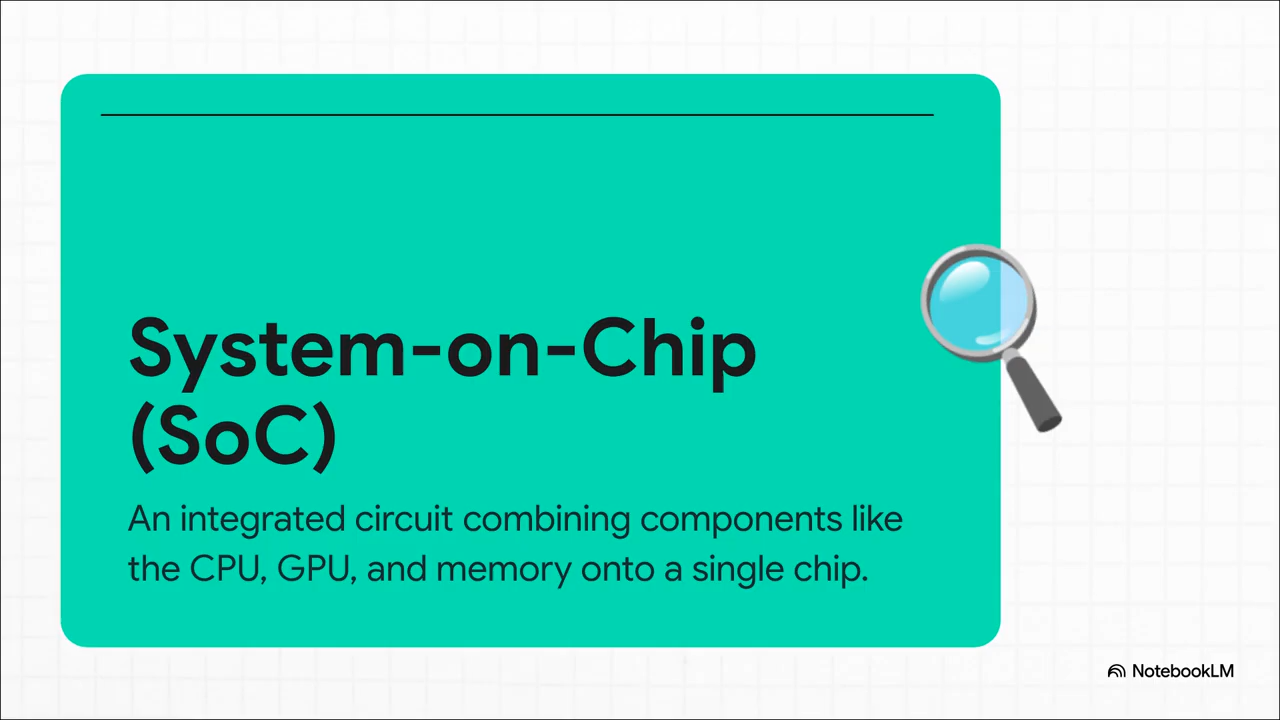 System-on-Chip
(SoC)
An integrated circuit combining components like
the CPU, GPU, and memory onto a single chip.
NotebookLM